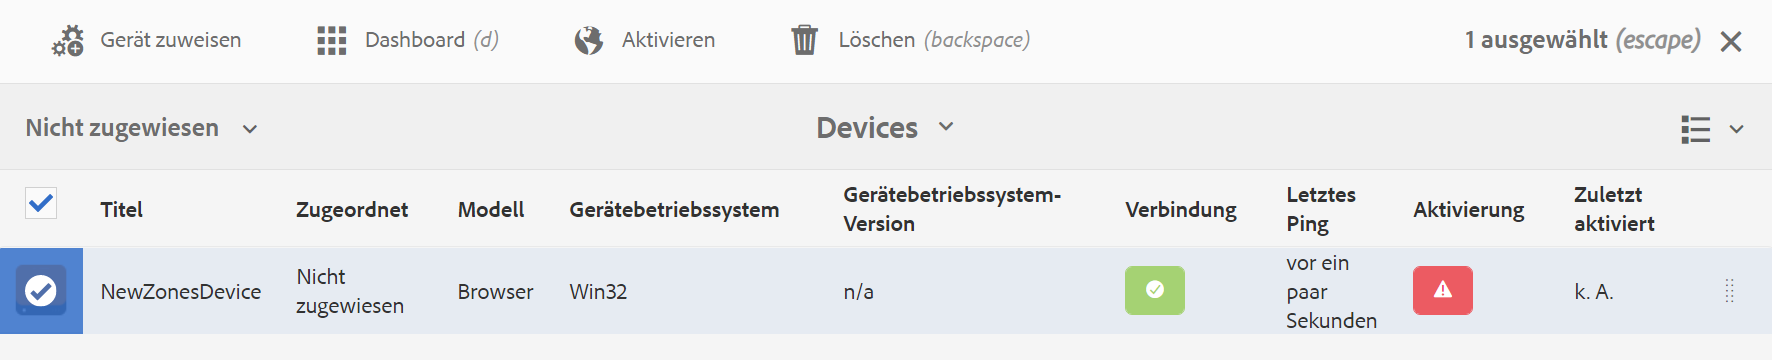 Gerät zuweisen Dashboard (d) Aktivieren Löschen (backspace) 1 ausgewählt (escape)
Nicht zugewiesen Devices
Titel Zugeordnet Modell Gerätebetriebssystem Gerätebetriebssystem-
Version Verbindung Letztes
Ping Aktivierung Zuletzt
aktiviert
NewZonesDevice Nicht
zugewiesen Browser Win32 n/a vor ein
paar
Sekunden k. A.